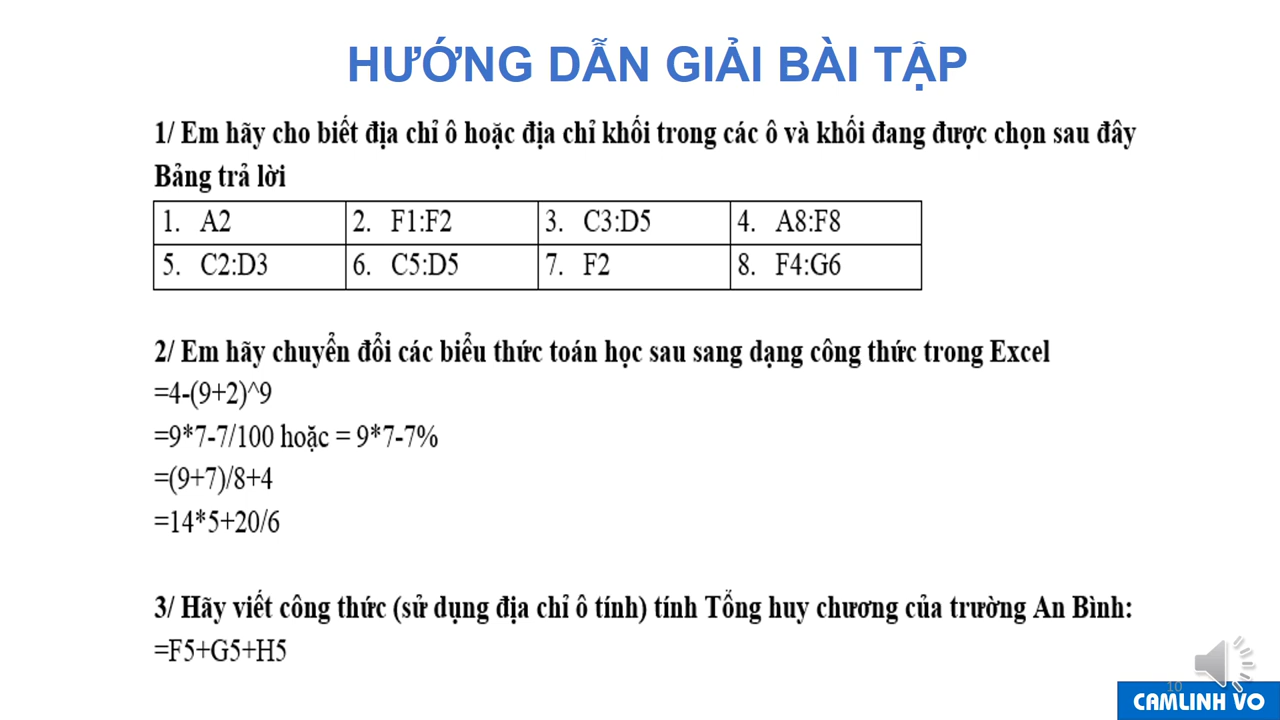 HƯỚNG DẪN GIẢI BÀI TẬP
1/ Em hãy cho biết địa chỉ ô hoặc địa chỉ khối trong các ô và khối đang được chọn sau đây
Bảng trả lời
1. A2 2. F1:F2 3. C3:D5 4. A8:F8
5. C2:D3 6. C5:D5 7. F2 8. F4:G6
2/ Em hãy chuyển đổi các biểu thức toán học sau sang dạng công thức trong Excel
=4-(9+2)^9
=9*7-7/100 hoặc = 9*7-7%
=(9+7)/8+4
=14*5+20/6
3/ Hãy viết công thức (sử dụng địa chỉ ô tính) tính Tổng huy chương của trường An Bình:
=F5+G5+H5
10
CAMLINH VO